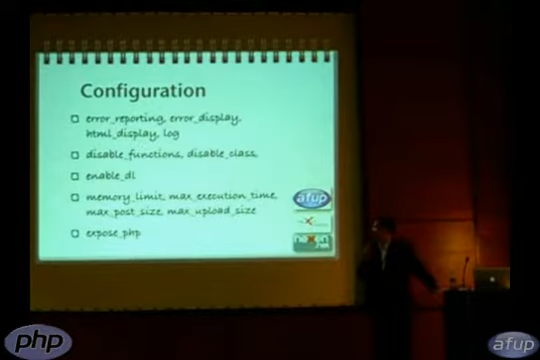 Configuration
error_reporting, error_display,
html_display, log
disable_functions, disable_class,
enable_dl
memory_limit, max_execution_time,
max_post_size, max_upload_size
expose_php
afup
php
afup